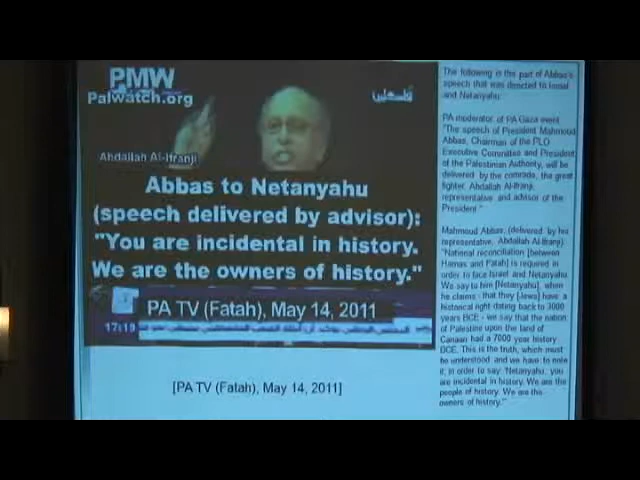 PMW
Palwatch.org
فلسطين
Abdallah Al-Ifranji
Abbas to Netanyahu
(speech delivered by advisor):
"You are incidental in history.
We are the owners of history."
PA TV (Fatah), May 14, 2011
17:19
[PA TV (Fatah), May 14, 2011]
The following is the part of Abbas's
speech that was directed to Israel
and Netanyahu:
PA moderator of PA Gaza event:
"The speech of President Mahmoud
Abbas, Chairman of the PLO
Executive Committee and President
of the Palestinian Authority, will be
delivered by the comrade, the great
fighter, Abdallah Al-Ifranji,
representative and advisor of the
President."
Mahmoud Abbas, (delivered by his
representative, Abdallah Al-Ifranji):
"National reconciliation [between
Hamas and Fatah] is required in
order to face Israel and Netanyahu.
We say to him [Netanyahu], when
he claims - that they [Jews] have a
historical right dating back to 3000
years BCE - we say that the nation
of Palestine upon the land of
Canaan had a 7000 year history
BCE. This is the truth, which must
be understood and we have to note
it, in order to say: 'Netanyahu, you
are incidental in history. We are the
people of history. We are the
owners of history.'"